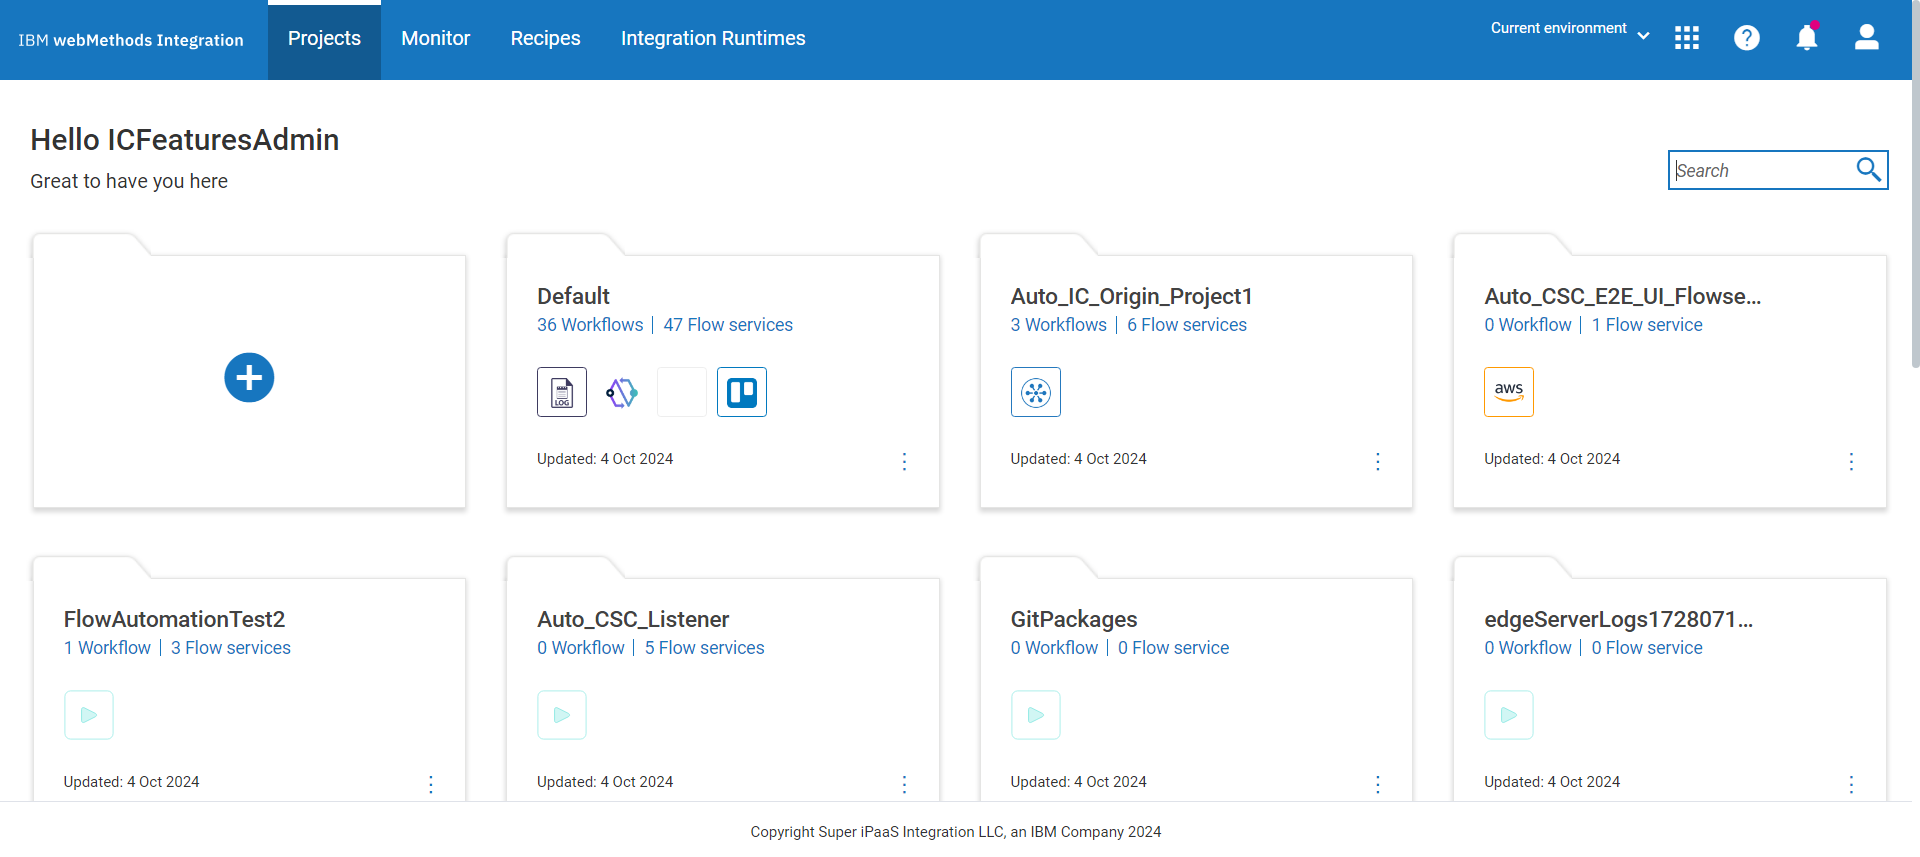 IBM webMethods Integration
Projects
Monitor
Recipes
Integration Runtimes
Current environment
Hello ICFeaturesAdmin
Great to have you here
Search
Default
36 Workflows | 47 Flow services
LOG
Updated: 4 Oct 2024
Auto_IC_Origin_Project1
3 Workflows | 6 Flow services
Updated: 4 Oct 2024
Auto_CSC_E2E_UI_Flowse...
0 Workflow | 1 Flow service
aws
Updated: 4 Oct 2024
FlowAutomationTest2
1 Workflow | 3 Flow services
Updated: 4 Oct 2024
Auto_CSC_Listener
0 Workflow | 5 Flow services
Updated: 4 Oct 2024
GitPackages
0 Workflow | 0 Flow service
Updated: 4 Oct 2024
edgeServerLogs1728071...
0 Workflow | 0 Flow service
Updated: 4 Oct 2024
Copyright Super iPaaS Integration LLC, an IBM Company 2024